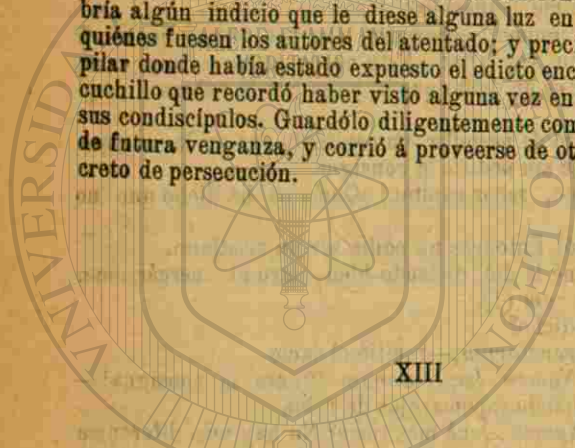 bría algún indicio que le diese alguna luz en
quiénes fuesen los autores del atentado; y prec
pilar donde había estado expuesto el edicto enc
cuchillo que recordó haber visto alguna vez en
sus condiscípulos. Guardólo diligentemente con
de futura venganza, y corrió á proveerse de ot
creto de persecución.
XIII